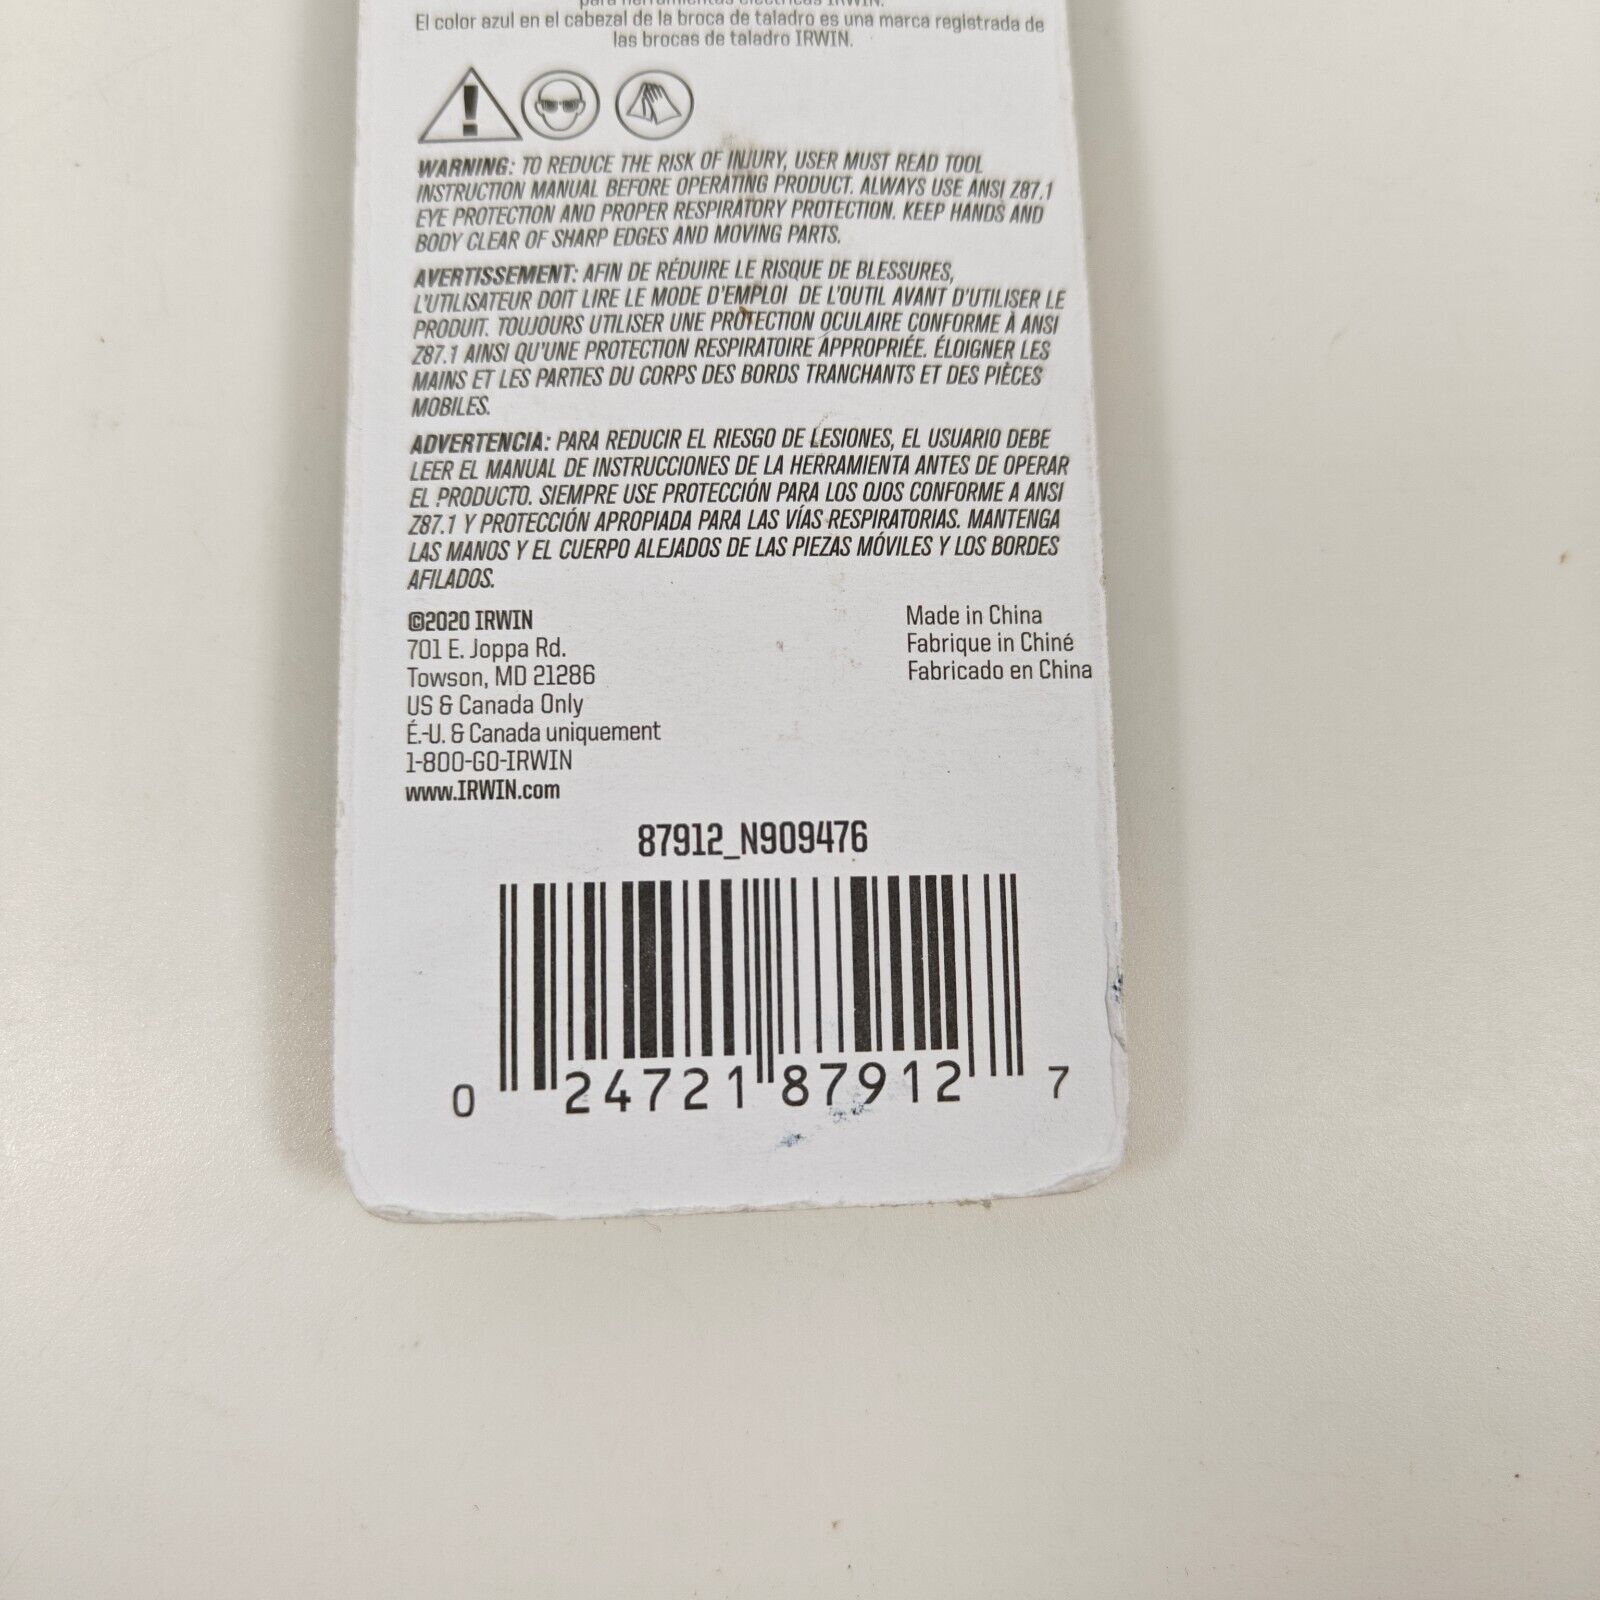 para herramientas eléctricas IRWIN.
El color azul en el cabezal de la broca de taladro es una marca registrada de
las brocas de taladro IRWIN.
WARNING: TO REDUCE THE RISK OF INJURY, USER MUST READ TOOL
INSTRUCTION MANUAL BEFORE OPERATING PRODUCT. ALWAYS USE ANSI Z87.1
EYE PROTECTION AND PROPER RESPIRATORY PROTECTION. KEEP HANDS AND
BODY CLEAR OF SHARP EDGES AND MOVING PARTS.
AVERTISSEMENT: AFIN DE RÉDUIRE LE RISQUE DE BLESSURES,
L'UTILISATEUR DOIT LIRE LE MODE D'EMPLOI DE L'OUTIL AVANT D'UTILISER LE
PRODUIT. TOUJOURS UTILISER UNE PROTECTION OCULAIRE CONFORME À ANSI
Z87.1 AINSI QU'UNE PROTECTION RESPIRATOIRE APPROPRIÉE. ÉLOIGNER LES
MAINS ET LES PARTIES DU CORPS DES BORDS TRANCHANTS ET DES PIÈCES
MOBILES.
ADVERTENCIA: PARA REDUCIR EL RIESGO DE LESIONES, EL USUARIO DEBE
LEER EL MANUAL DE INSTRUCCIONES DE LA HERRAMIENTA ANTES DE OPERAR
EL PRODUCTO. SIEMPRE USE PROTECCIÓN PARA LOS OJOS CONFORME A ANSI
Z87.1 Y PROTECCIÓN APROPIADA PARA LAS VÍAS RESPIRATORIAS. MANTENGA
LAS MANOS Y EL CUERPO ALEJADOS DE LAS PIEZAS MÓVILES Y LOS BORDES
AFILADOS.
©2020 IRWIN
701 E. Joppa Rd.
Towson, MD 21286
US & Canada Only
É.-U. & Canada uniquement
1-800-GO-IRWIN
www.IRWIN.com
Made in China
Fabrique in Chiné
Fabricado en China
87912_N909476
0 24721 87912 7